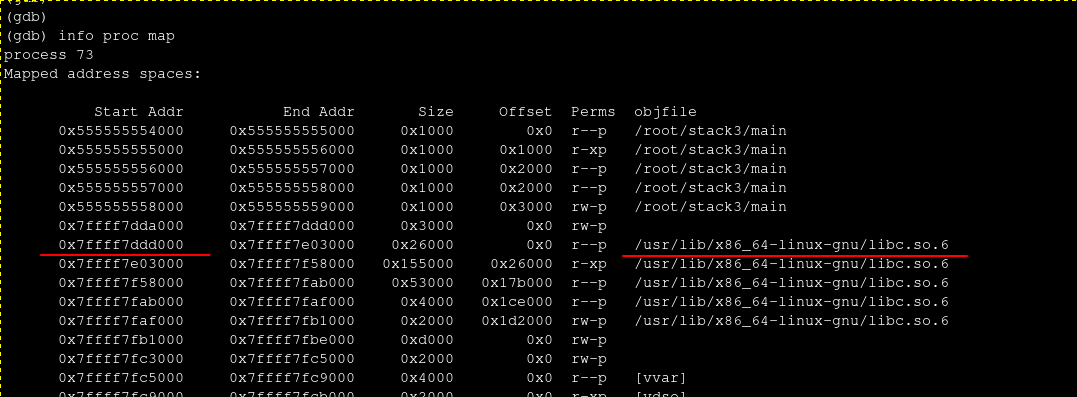 (gdb)
(gdb) info proc map
process 73
Mapped address spaces:
Start Addr End Addr Size Offset Perms objfile
0x555555554000 0x555555555000 0x1000 0x0 r--p /root/stack3/main
0x555555555000 0x555555556000 0x1000 0x1000 r-xp /root/stack3/main
0x555555556000 0x555555557000 0x1000 0x2000 r--p /root/stack3/main
0x555555557000 0x555555558000 0x1000 0x2000 r--p /root/stack3/main
0x555555558000 0x555555559000 0x1000 0x3000 rw-p /root/stack3/main
0x7ffff7dda000 0x7ffff7ddd000 0x3000 0x0 rw-p
0x7ffff7ddd000 0x7ffff7e03000 0x26000 0x0 r--p /usr/lib/x86_64-linux-gnu/libc.so.6
0x7ffff7e03000 0x7ffff7f58000 0x155000 0x26000 r-xp /usr/lib/x86_64-linux-gnu/libc.so.6
0x7ffff7f58000 0x7ffff7fab000 0x53000 0x17b000 r--p /usr/lib/x86_64-linux-gnu/libc.so.6
0x7ffff7fab000 0x7ffff7faf000 0x4000 0x1ce000 r--p /usr/lib/x86_64-linux-gnu/libc.so.6
0x7ffff7faf000 0x7ffff7fb1000 0x2000 0x1d2000 rw-p /usr/lib/x86_64-linux-gnu/libc.so.6
0x7ffff7fb1000 0x7ffff7fbe000 0xd000 0x0 rw-p
0x7ffff7fc3000 0x7ffff7fc5000 0x2000 0x0 rw-p
0x7ffff7fc5000 0x7ffff7fc9000 0x4000 0x0 r--p [vvar]